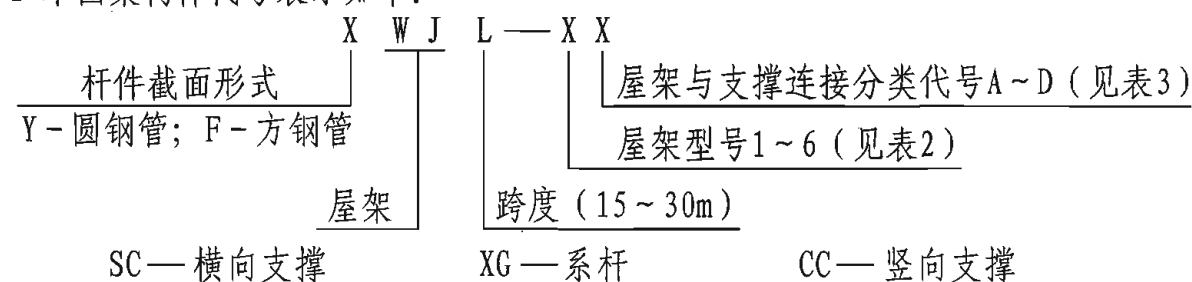 X WJ L—XX
杆件截面形式
屋架与支撑连接分类代号A~D(见表3)
Y-圆钢管; F-方钢管
屋架型号1~6(见表2)
屋架
跨度(15~30m)
SC—横向支撑 XG—系杆 CC—竖向支撑